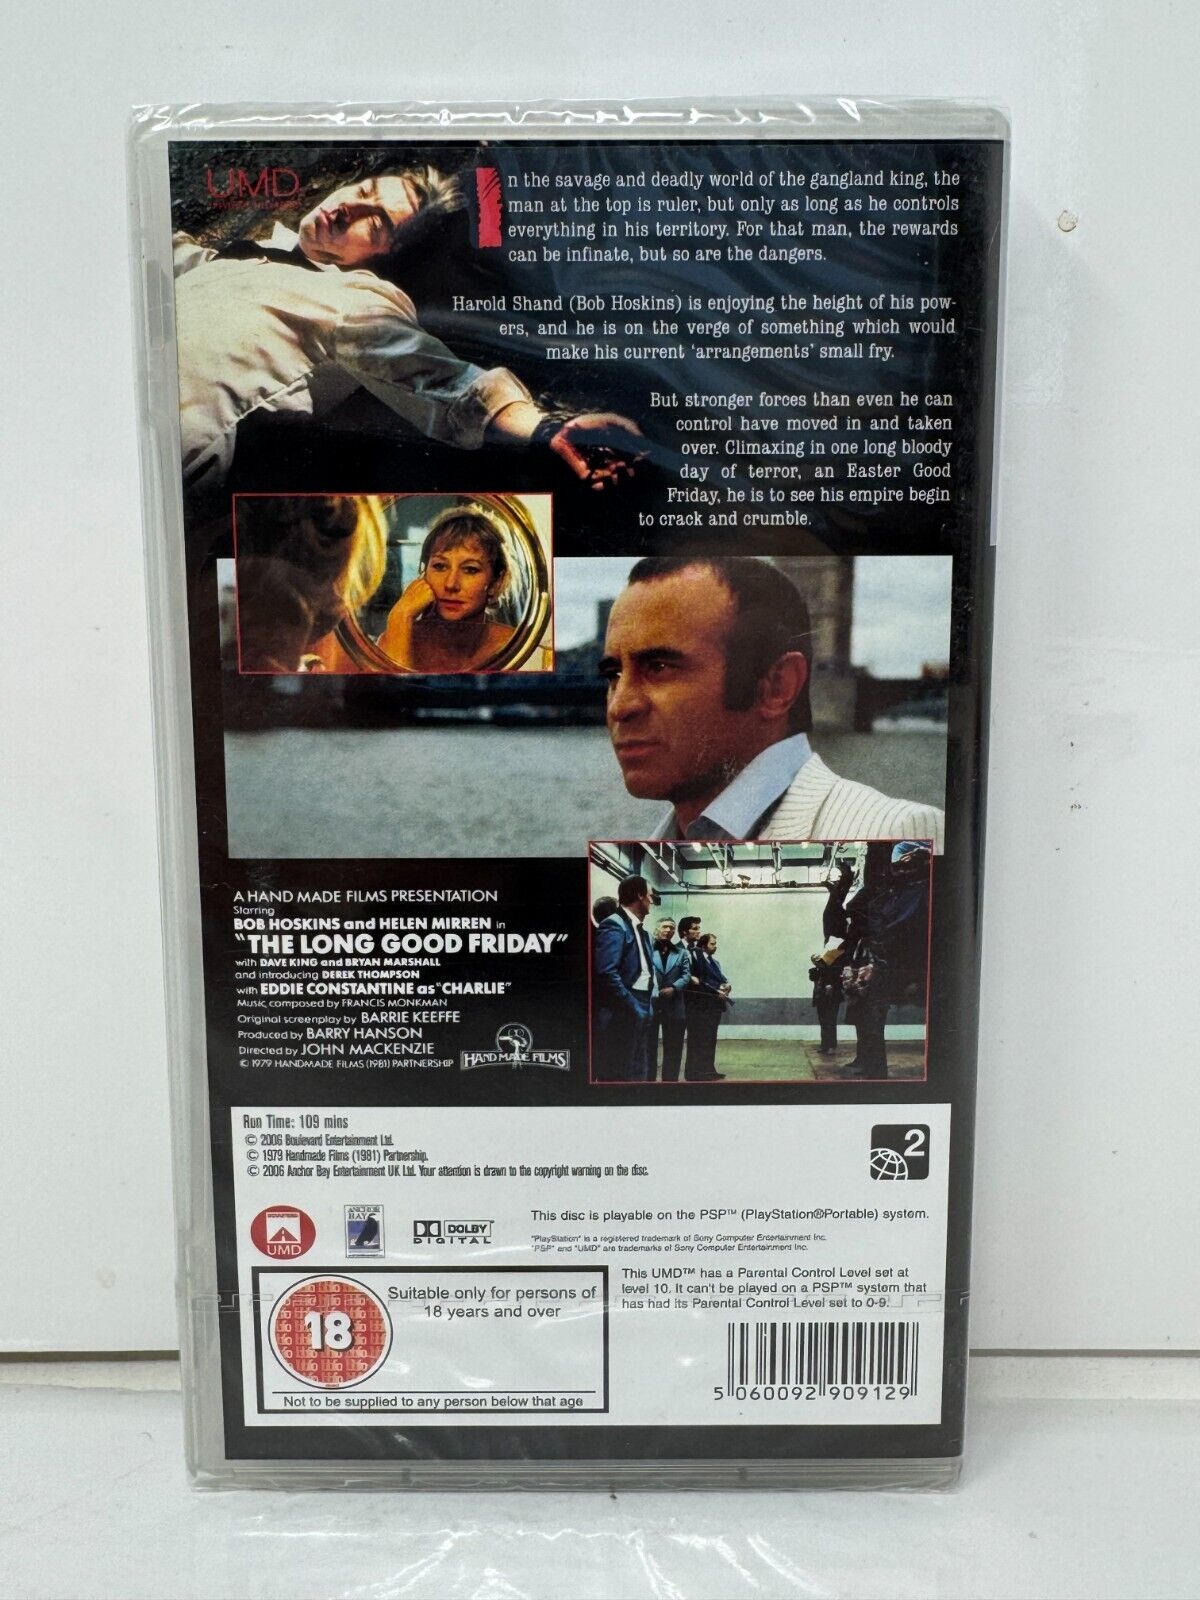 UMD
In the savage and deadly world of the gangland king, the
man at the top is ruler, but only as long as he controls
everything in his territory. For that man, the rewards
can be infinate, but so are the dangers.
Harold Shand (Bob Hoskins) is enjoying the height of his pow-
ers, and he is on the verge of something which would
make his current 'arrangements' small fry.
But stronger forces than even he can
control have moved in and taken
over. Climaxing in one long bloody
day of terror, an Easter Good
Friday, he is to see his empire begin
to crack and crumble.
A HAND MADE FILMS PRESENTATION
Starring
BOB HOSKINS and HELEN MIRREN in
"THE LONG GOOD FRIDAY"
with DAVE KING and BRYAN MARSHALL
and introducing DEREK THOMPSON
with EDDIE CONSTANTINE as "CHARLIE"
Music composed by FRANCIS MONKMAN
Original screenplay by BARRIE KEEFFE
Produced by BARRY HANSON
Directed by JOHN MACKENZIE
© 1979 HANDMADE FILMS (1981) PARTNERSHIP
HANDMADE FILMS
Run Time: 109 mins
© 2006 Boulevard Entertainment Ltd.
© 1979 Handmade Films (1981) Partnership.
© 2006 Anchor Bay Entertainment UK Ltd. Your attention is drawn to the copyright warning on the disc.
2
UMD
ANCHOR BAY
DOLBY
DIGITAL
This disc is playable on the PSP™ (PlayStation®Portable) system.
"PlayStation" is a registered trademark of Sony Computer Entertainment Inc.
"PSP" and "UMD" are trademarks of Sony Computer Entertainment Inc.
This UMD™ has a Parental Control Level set at
level 10. It can't be played on a PSP™ system that
has had its Parental Control Level set to 0-9.
18
Suitable only for persons of
18 years and over
Not to be supplied to any person below that age
5 060092 909129